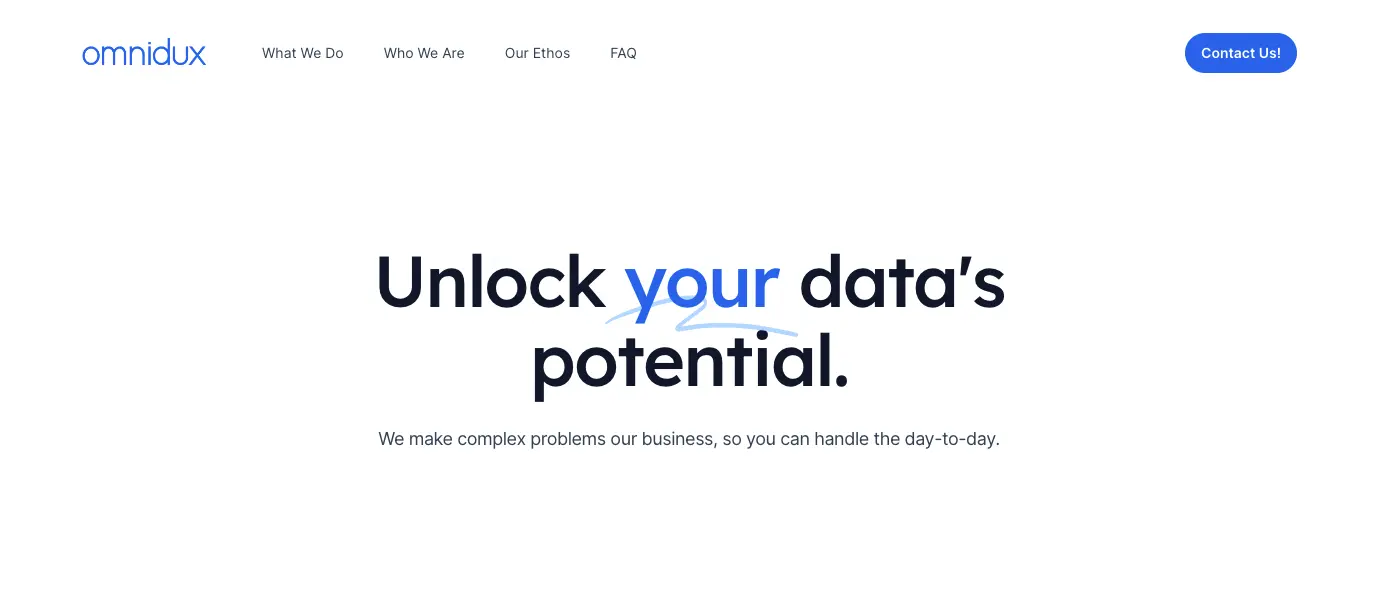 omnidux What We Do Who We Are Our Ethos FAQ Contact Us!
Unlock your data's
potential.
We make complex problems our business, so you can handle the day-to-day.